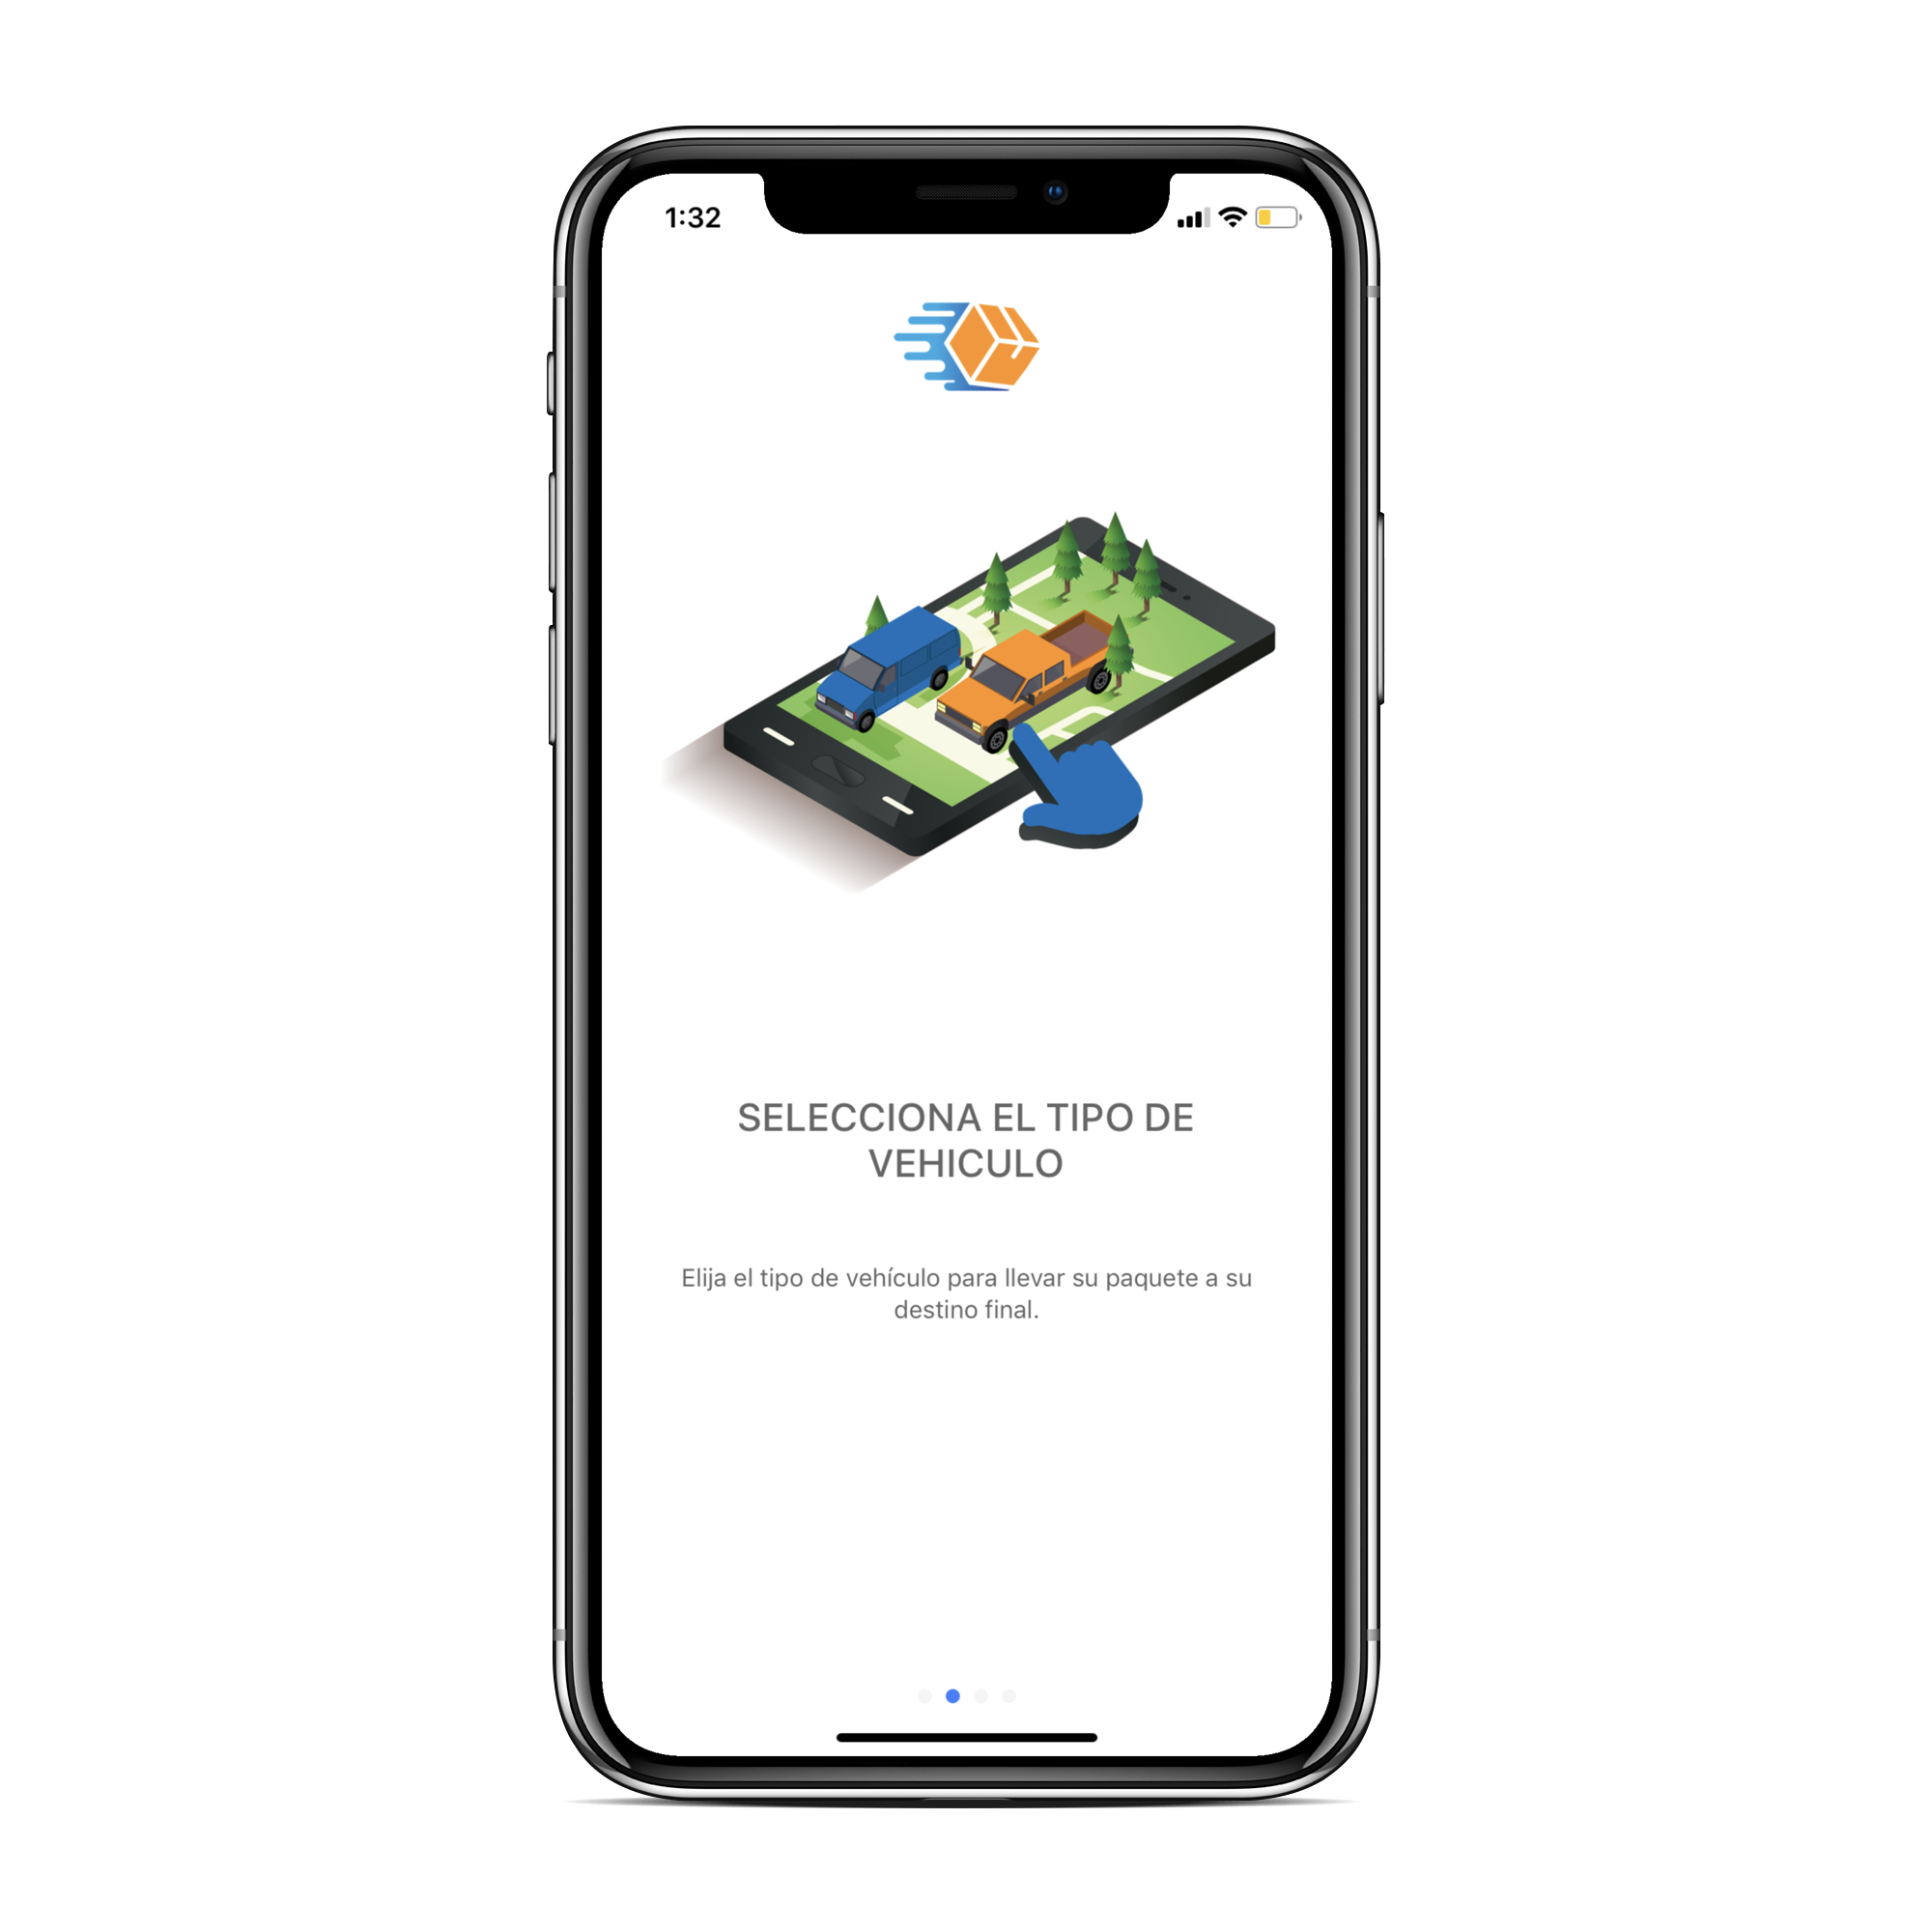 1:32
SELECCIONA EL TIPO DE
VEHICULO
Elija el tipo de vehículo para llevar su paquete a su
destino final.